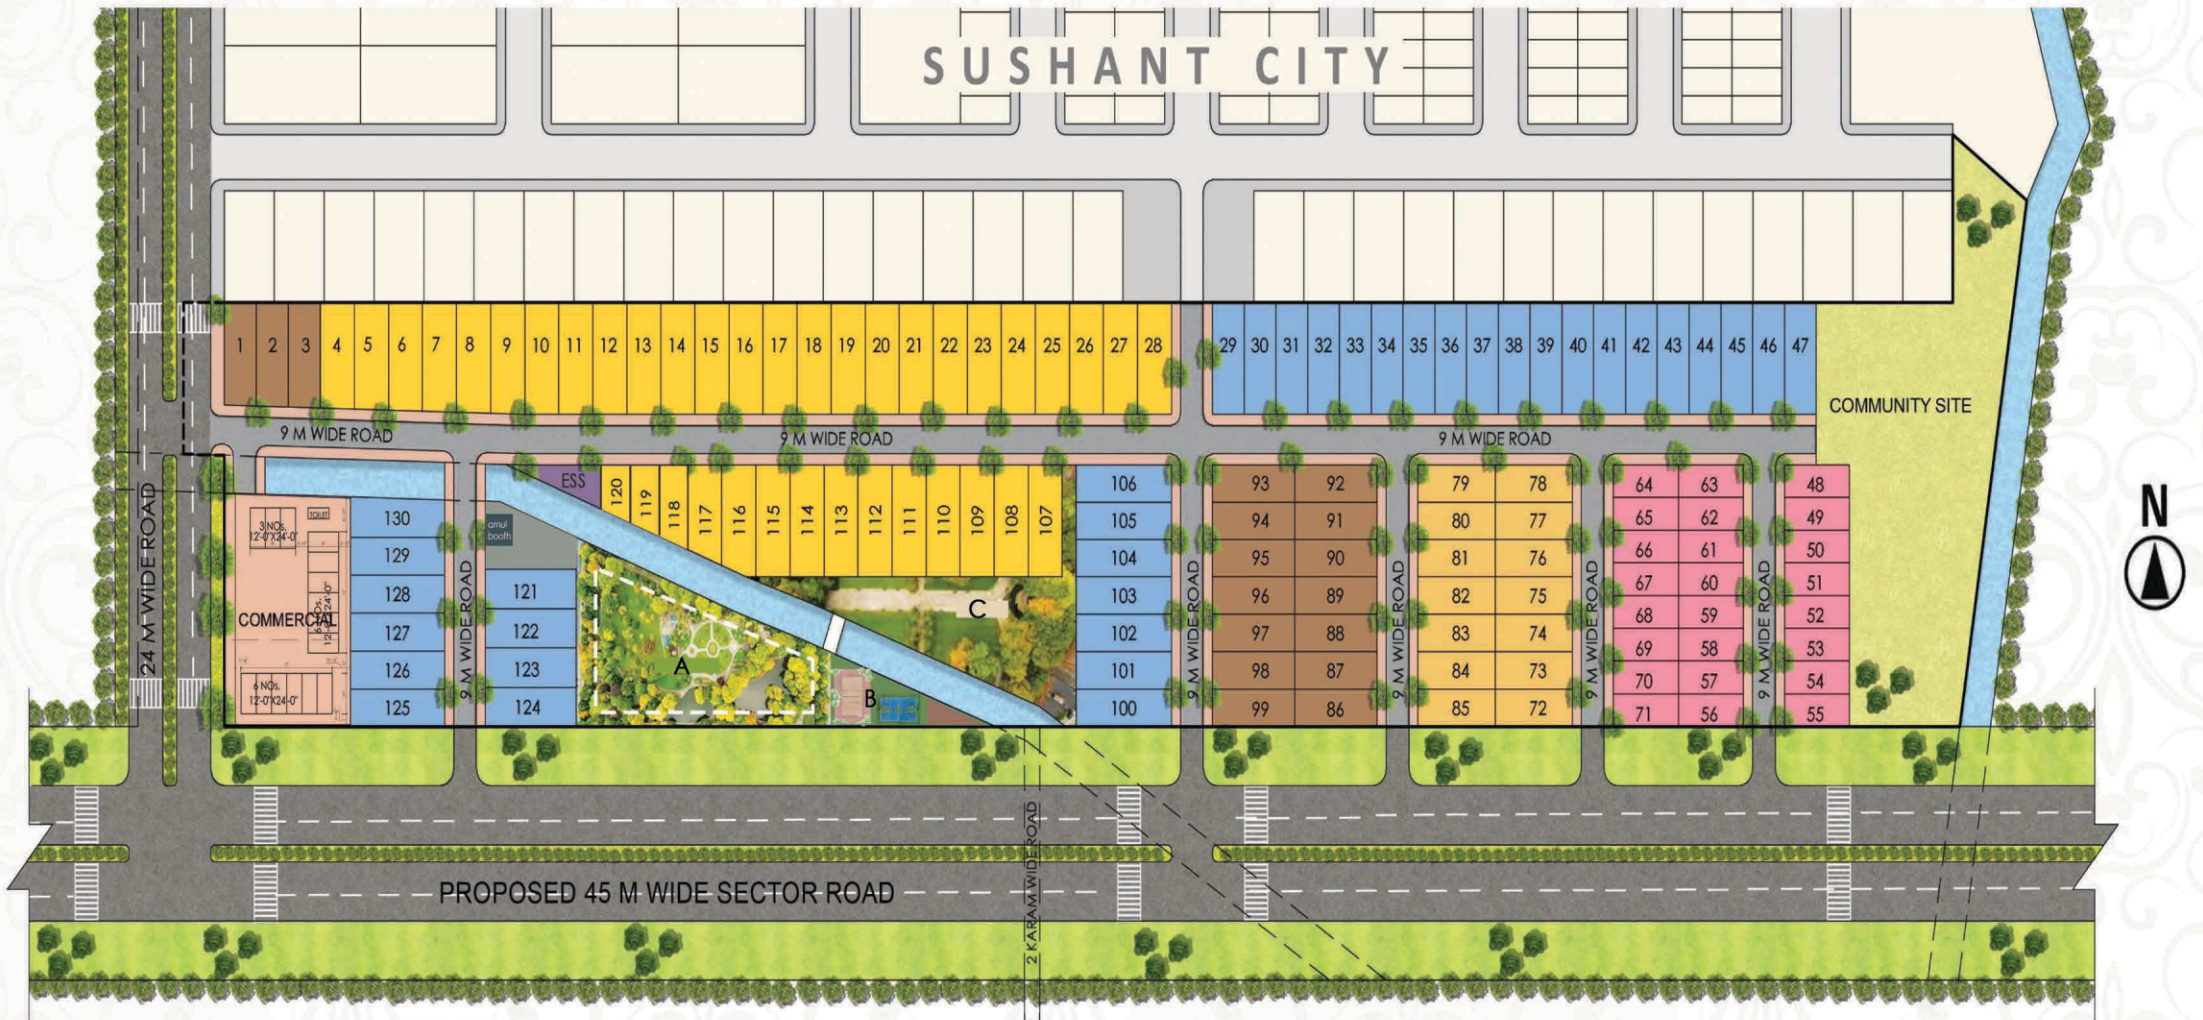 SUSHANT CITY
1 2 3 4 5 6 7 8 9 10 11 12 13 14 15 16 17 18 19 20 21 22 23 24 25 26 27 28 29 30 31 32 33 34 35 36 37 38 39 40 41 42 43 44 45 46 47
COMMUNITY SITE
9 M WIDE ROAD 9 M WIDE ROAD 9 M WIDE ROAD
24 M WIDE ROAD
ESS
120 119 118 117 116 115 114 113 112 111 110 109 108 107
amul
booth
3 NOs.
12'-0"X24'-0"
TOILET
COMMERCIAL
6 NOs.
12'-0"X24'-0"
130
129
128
127
126
125
9 M WIDE ROAD
121
122
123
124
A
B
C
106
105
104
103
102
101
100
9 M WIDE ROAD
93 92
94 91
95 90
96 89
97 88
98 87
99 86
9 M WIDE ROAD
79 78
80 77
81 76
82 75
83 74
84 73
85 72
9 M WIDE ROAD
64 63
65 62
66 61
67 60
68 59
69 58
70 57
71 56
9 M WIDE ROAD
48
49
50
51
52
53
54
55
N
2 KARAM WIDE ROAD
PROPOSED 45 M WIDE SECTOR ROAD